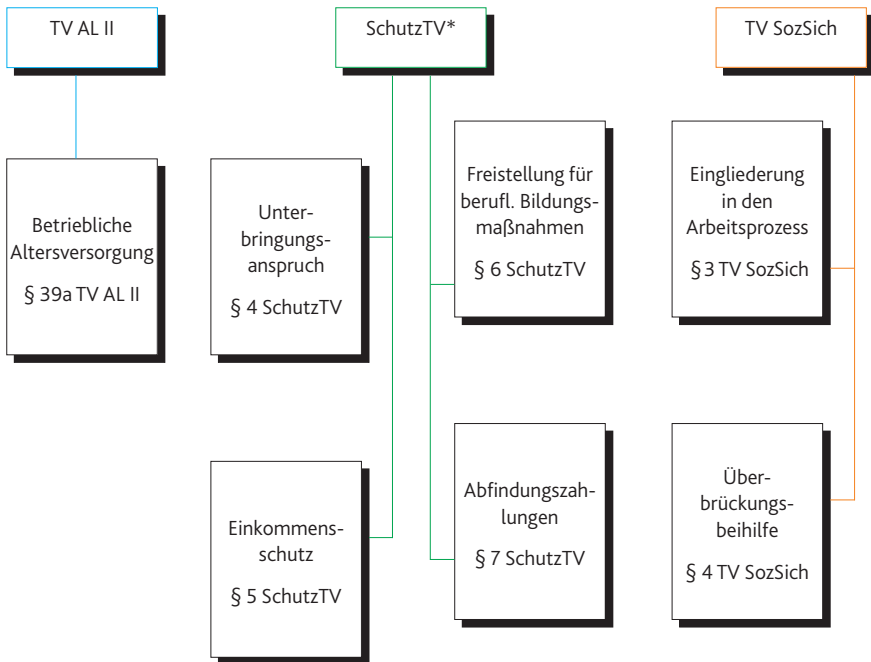 TV AL II
SchutzTV*
TV SozSich
Betriebliche
Altersversorgung
§ 39a TV AL II
Unter-
bringungs-
anspruch
§ 4 SchutzTV
Freistellung für
berufl. Bildungs-
maßnahmen
§ 6 SchutzTV
Eingliederung
in den
Arbeitsprozess
§ 3 TV SozSich
Einkommens-
schutz
§ 5 SchutzTV
Abfindungszah-
lungen
§ 7 SchutzTV
Über-
brückungs-
beihilfe
§ 4 TV SozSich